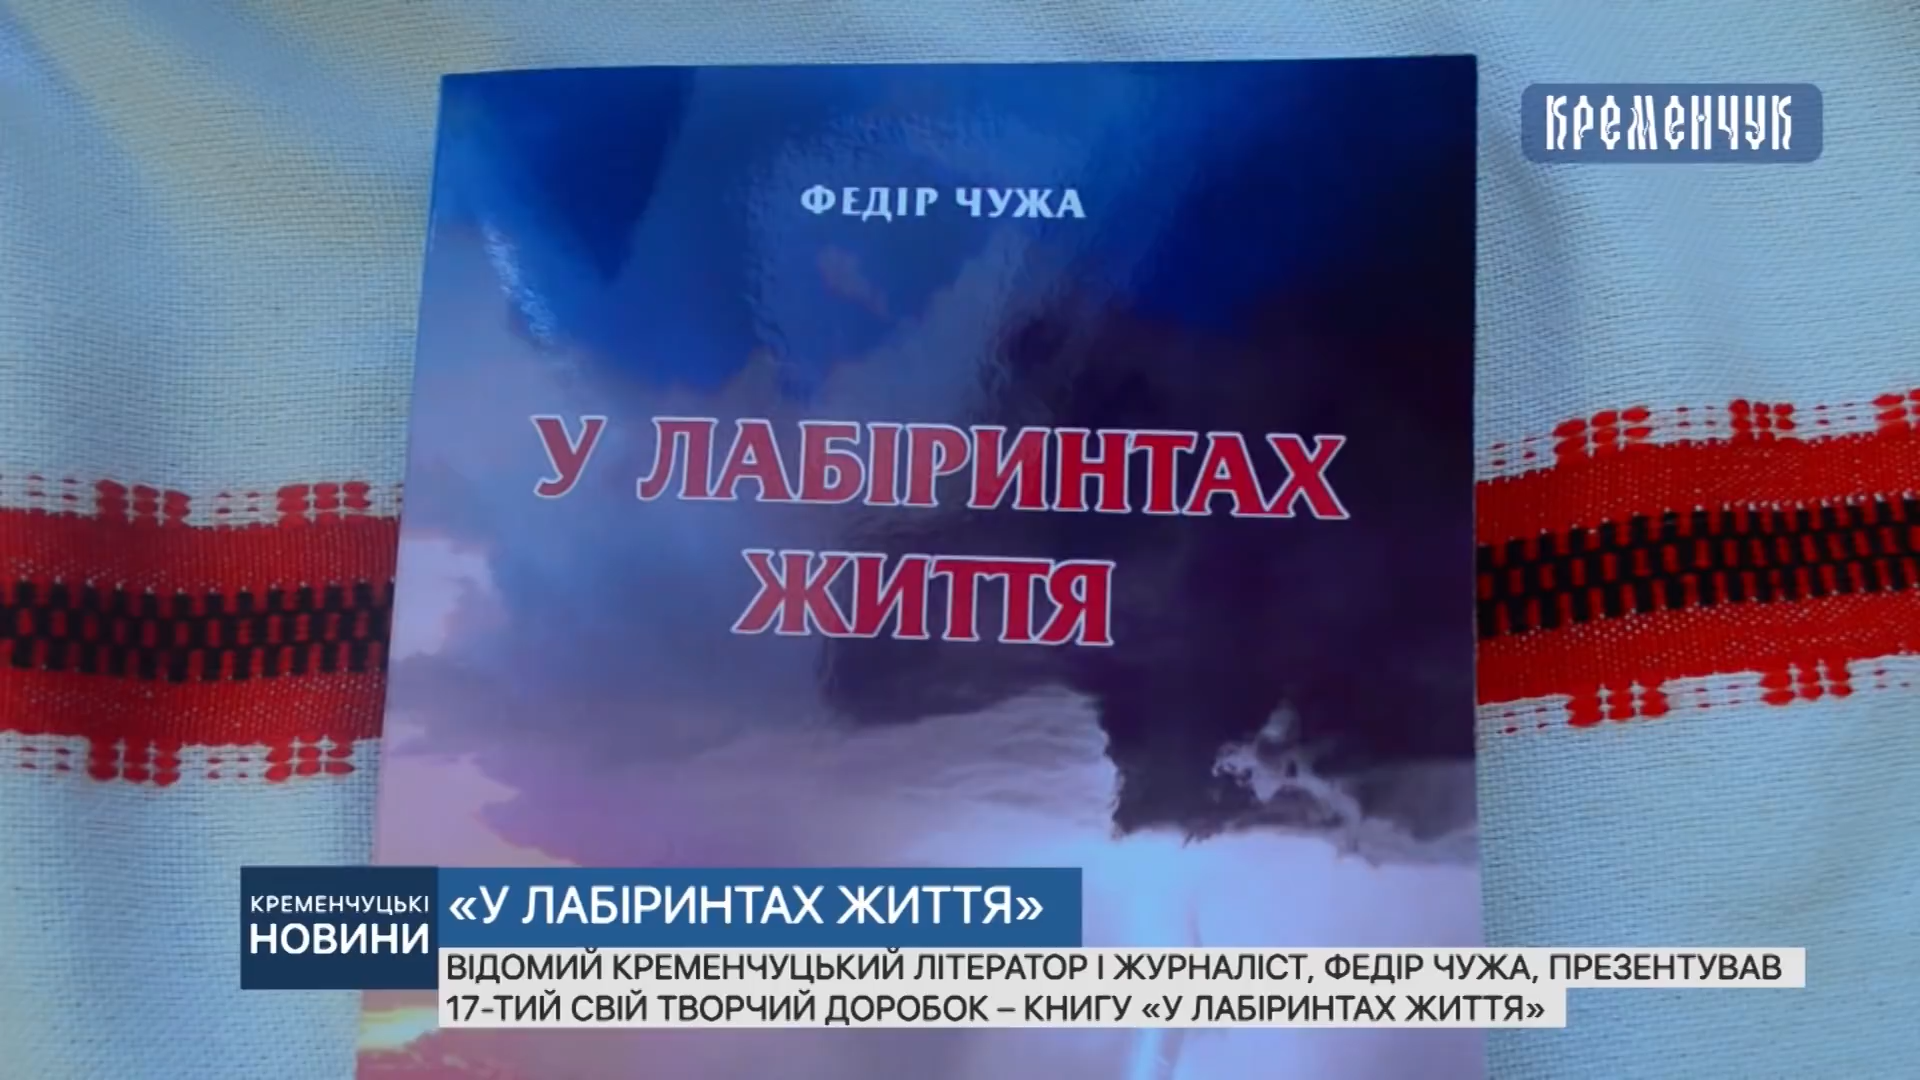 КРЕМЕНЧУК
ФЕДІР ЧУЖА
У ЛАБІРИНТАХ
ЖИТТЯ
КРЕМЕНЧУЦЬКІ
НОВИНИ
«У ЛАБІРИНТАХ ЖИТТЯ»
ВІДОМИЙ КРЕМЕНЧУЦЬКИЙ ЛІТЕРАТОР І ЖУРНАЛІСТ, ФЕДІР ЧУЖА, ПРЕЗЕНТУВАВ
17-ТИЙ СВІЙ ТВОРЧИЙ ДОРОБОК – КНИГУ «У ЛАБІРИНТАХ ЖИТТЯ»